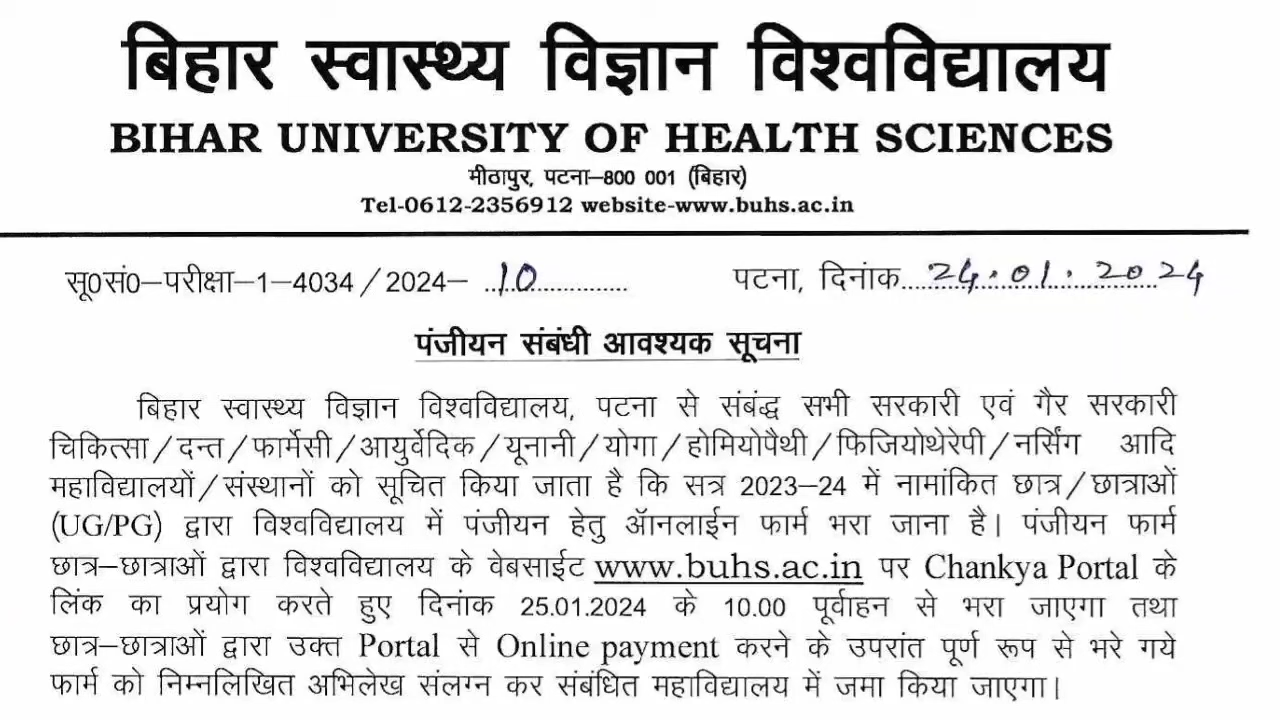 बिहार स्वास्थ्य विज्ञान विश्वविद्यालय
BIHAR UNIVERSITY OF HEALTH SCIENCES
मीठापुर, पटना–800 001 (बिहार)
Tel-0612-2356912 website-www.buhs.ac.in
सू0सं0–परीक्षा–1–4034 / 2024– ..10................ पटना, दिनांक..24.01.2024
पंजीयन संबंधी आवश्यक सूचना
बिहार स्वास्थ्य विज्ञान विश्वविद्यालय, पटना से संबंद्ध सभी सरकारी एवं गैर सरकारी
चिकित्सा/दन्त/फार्मेसी/आयुर्वेदिक/यूनानी/योगा/होमियोपैथी/फिजियोथेरेपी/नर्सिंग आदि
महाविद्यालयों/संस्थानों को सूचित किया जाता है कि सत्र 2023–24 में नामांकित छात्र/छात्राओं
(UG/PG) द्वारा विश्वविद्यालय में पंजीयन हेतु ऑनलाईन फार्म भरा जाना है। पंजीयन फार्म
छात्र–छात्राओं द्वारा विश्वविद्यालय के वेबसाईट www.buhs.ac.in पर Chankya Portal के
लिंक का प्रयोग करते हुए दिनांक 25.01.2024 के 10.00 पूर्वाहन से भरा जाएगा तथा
छात्र–छात्राओं द्वारा उक्त Portal से Online payment करने के उपरांत पूर्ण रूप से भरे गये
फार्म को निम्नलिखित अभिलेख संलग्न कर संबंधित महाविद्यालय में जमा किया जाएगा।